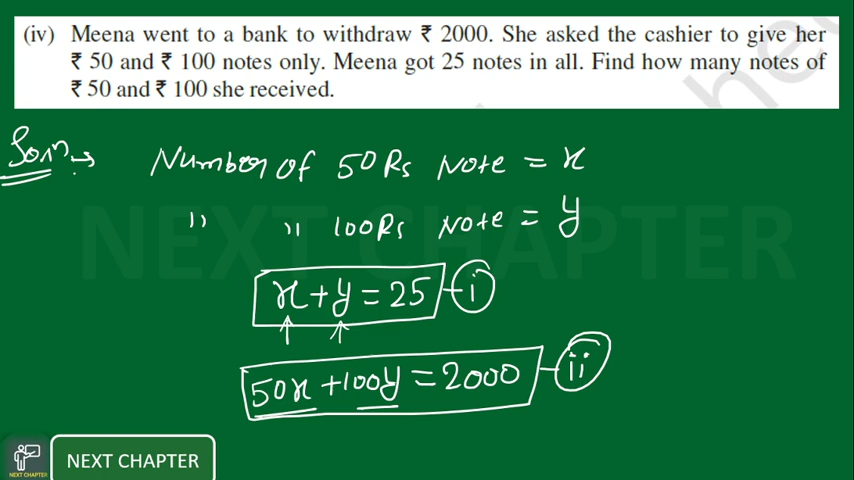 (iv) Meena went to a bank to withdraw ₹ 2000. She asked the cashier to give her
₹ 50 and ₹ 100 notes only. Meena got 25 notes in all. Find how many notes of
₹ 50 and ₹ 100 she received.
Soln:→ Number of 50Rs Note = x
〃 〃 100Rs Note = y
x+y=25 - i
50x+100y=2000 - ii
NEXT CHAPTER
NEXT CHAPTER
NEXT CHAPTER